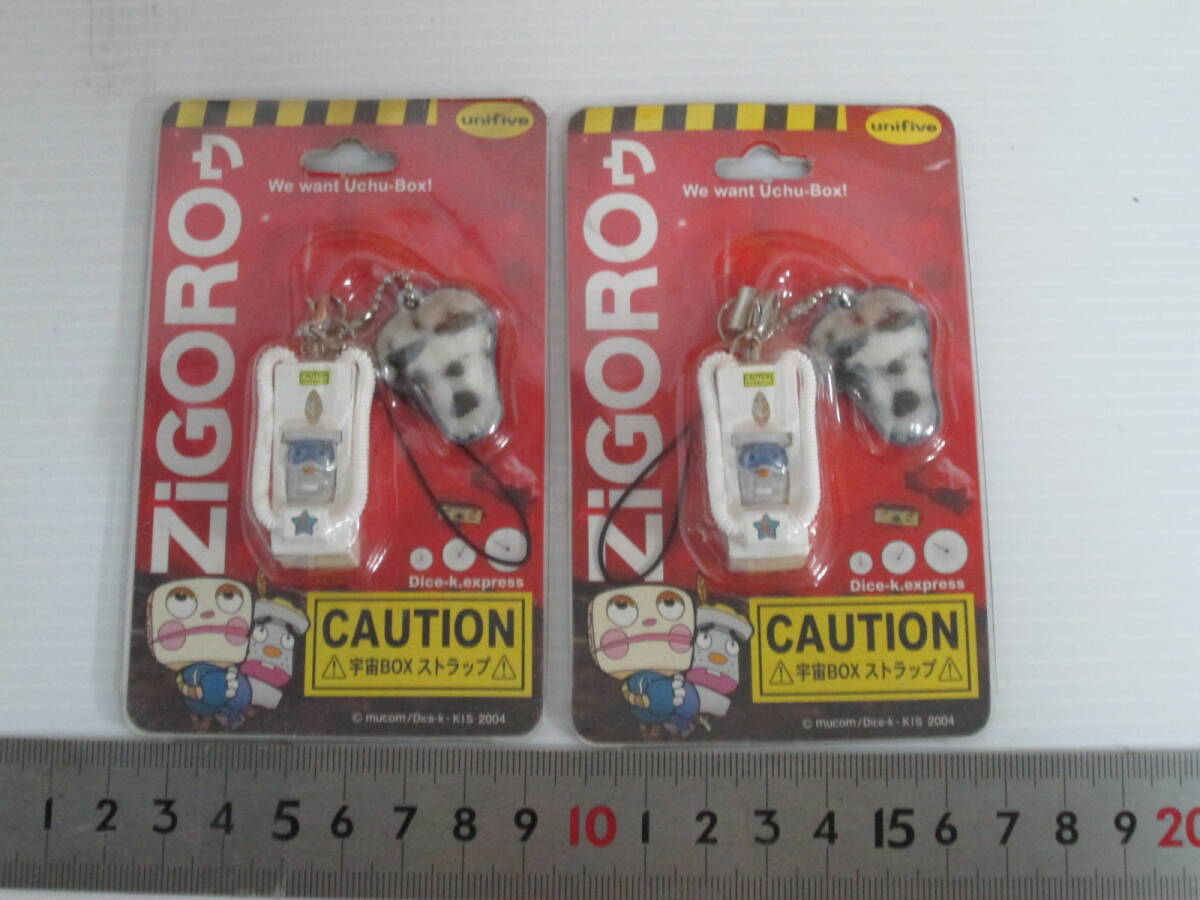 unifive
We want Uchu-Box!
ZiGOROゥ
CAUTION
Dice-k.express
CAUTION
⚠宇宙BOX ストラップ⚠
© mucom/Dice-k・KIS 2004
unifive
We want Uchu-Box!
ZiGOROゥ
CAUTION
Dice-k.express
CAUTION
⚠宇宙BOX ストラップ⚠
© mucom/Dice-k・KIS 2004
1 2 3 4 5 6 7 8 9 10 1 2 3 4 15 6 7 8 9 20